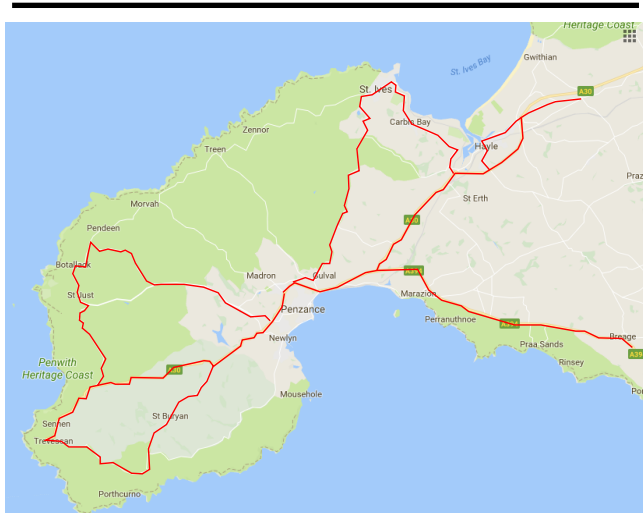 Heritage Coast
Gwithian
A30
St. Ives Bay
St. Ives
Carbis Bay
Hayle
Zennor
Treen
Praz
St Erth
Morvah
A30
Pendeen
Botallack
Madron
Gulval
A394
St Just
Marazion
Penzance
Perranuthnoe
Breage
Newlyn
Praa Sands
A39
Penwith
Heritage Coast
A30
Rinsey
Mousehole
Por
St Buryan
Sennen
Trevessan
Porthcurno